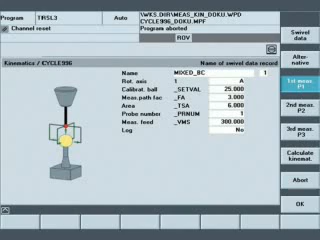 Program TIRSL3 Auto \WKS.DIR\MEAS_KIN_DOKU.WPD
CYCLE996_DOKU.MPF
Channel reset Program aborted
ROV
Kinematics / CYCLE996 Name of swivel data record
Name MIXED_BC 1
Rot. axis 1 A
Calibrat. ball _SETVAL 25.000
Meas.path fac _FA 3.000
Area _TSA 6.000
Probe number _PRNUM 1
Meas. feed _VMS 300.000
Log No
Swivel
data
Alter-
native
1st meas.
P1
2nd meas.
P2
3rd meas.
P3
Calculate
kinemat.
Abort
OK